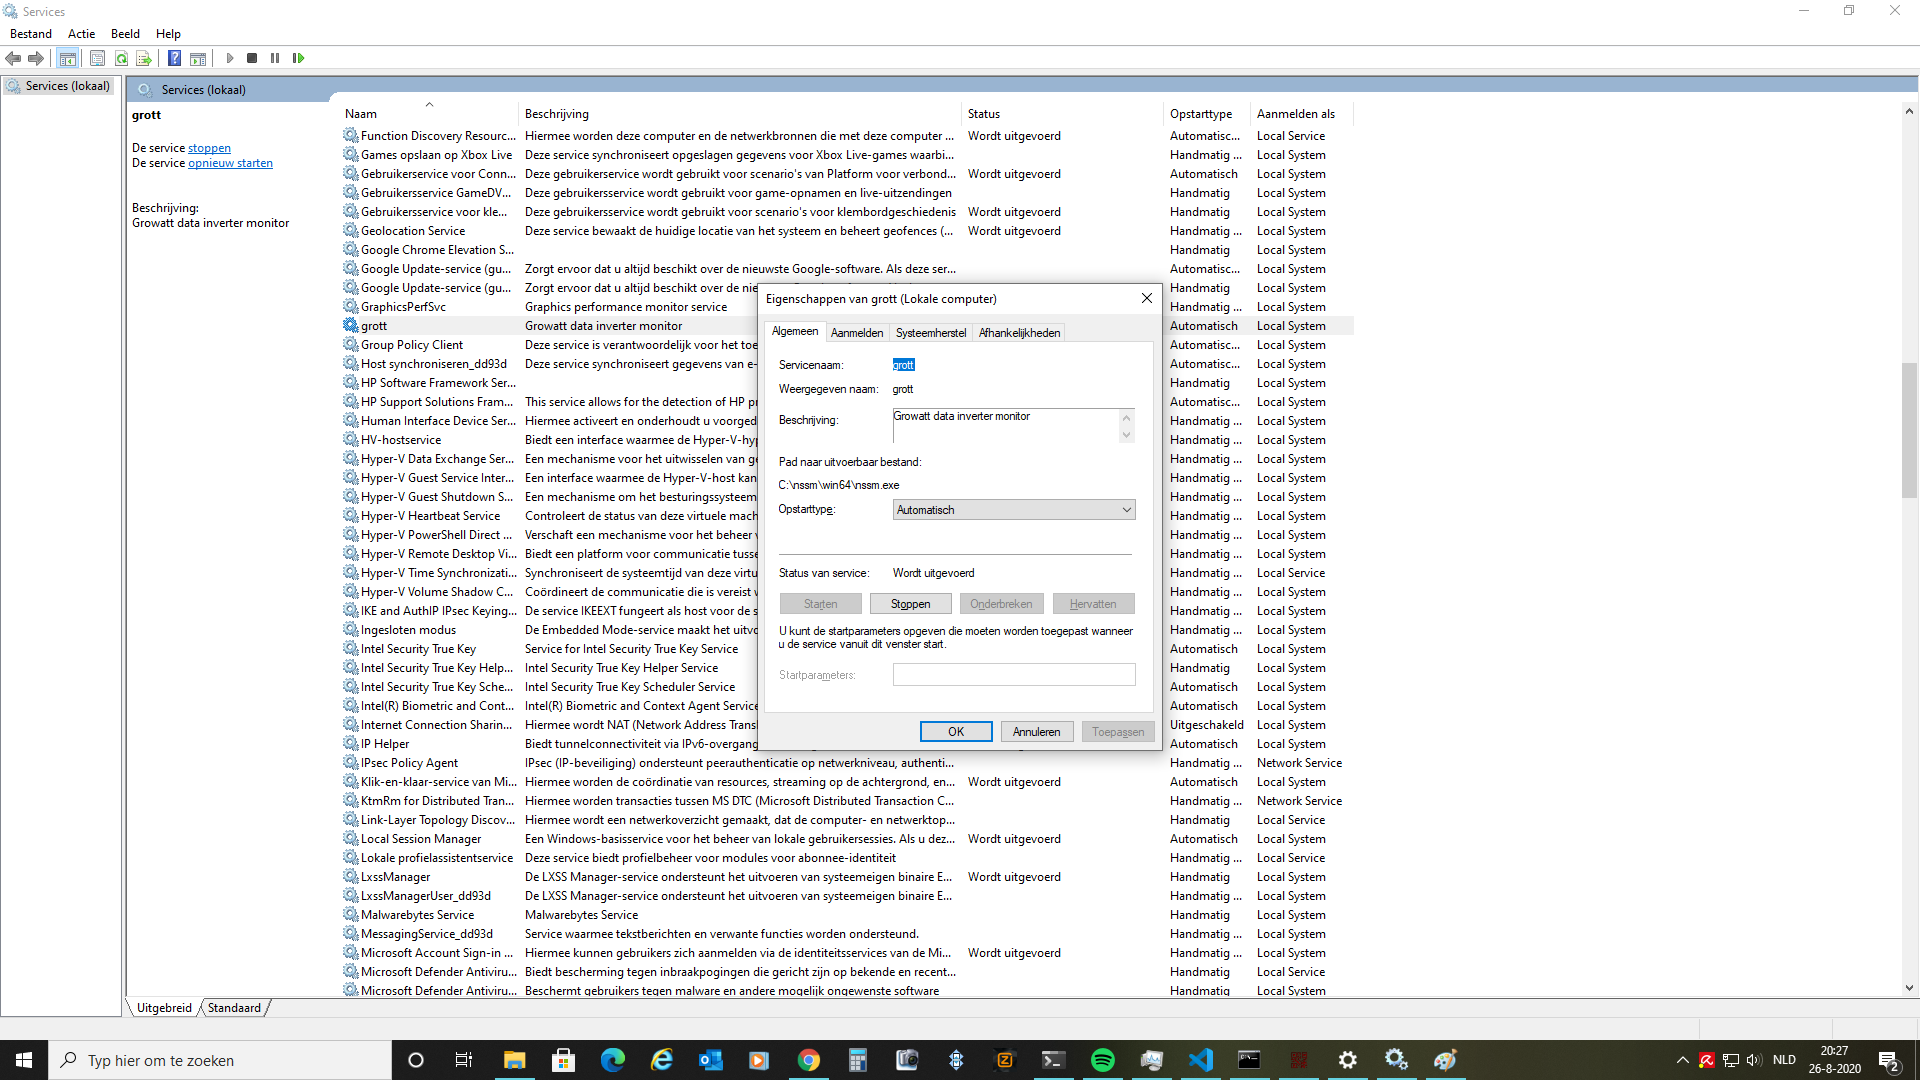 Services
Bestand Actie Beeld Help
Services (lokaal)
Services (lokaal)
grott
De service stoppen
De service opnieuw starten
Beschrijving:
Growatt data inverter monitor
Naam Beschrijving Status Opstarttype Aanmelden als
Function Discovery Resourc... Hiermee worden deze computer en de netwerkbronnen die met deze computer ... Wordt uitgevoerd Automatisc... Local Service
Games opslaan op Xbox Live Deze service synchroniseert opgeslagen gegevens voor Xbox Live-games waarbi... Handmatig ... Local System
Gebruikerservice voor Conn... Deze gebruikerservice wordt gebruikt voor scenario's van Platform voor verbond... Wordt uitgevoerd Automatisch Local System
Gebruikersservice GameDV... Deze gebruikersservice wordt gebruikt voor game-opnamen en live-uitzendingen Handmatig Local System
Gebruikersservice voor kle... Deze gebruikersservice wordt gebruikt voor scenario's voor klembordgeschiedenis Wordt uitgevoerd Handmatig Local System
Geolocation Service Deze service bewaakt de huidige locatie van het systeem en beheert geofences (... Wordt uitgevoerd Handmatig ... Local System
Google Chrome Elevation S... Handmatig Local System
Google Update-service (gu... Zorgt ervoor dat u altijd beschikt over de nieuwste Google-software. Als deze ser... Automatisc... Local System
Google Update-service (gu... Zorgt ervoor dat u altijd beschikt over de nieu Handmatig Local System
GraphicsPerfSvc Graphics performance monitor service Handmatig ... Local System
grott Growatt data inverter monitor Automatisch Local System
Group Policy Client Deze service is verantwoordelijk voor het toe Automatisc... Local System
Host synchroniseren_dd93d Deze service synchroniseert gegevens van e- Automatisc... Local System
HP Software Framework Ser... Handmatig Local System
HP Support Solutions Fram... This service allows for the detection of HP pr Automatisc... Local System
Human Interface Device Ser... Hiermee activeert en onderhoudt u voorged Handmatig ... Local System
HV-hostservice Biedt een interface waarmee de Hyper-V-hyp Handmatig ... Local System
Hyper-V Data Exchange Ser... Een mechanisme voor het uitwisselen van ge Handmatig ... Local System
Hyper-V Guest Service Inter... Een interface waarmee de Hyper-V-host kan Handmatig ... Local System
Hyper-V Guest Shutdown S... Een mechanisme om het besturingssysteem Handmatig ... Local System
Hyper-V Heartbeat Service Controleert de status van deze virtuele mach Handmatig ... Local System
Hyper-V PowerShell Direct ... Verschaft een mechanisme voor het beheer v Handmatig ... Local System
Hyper-V Remote Desktop Vi... Biedt een platform voor communicatie tusse Handmatig ... Local System
Hyper-V Time Synchronizati... Synchroniseert de systeemtijd van deze virtu Handmatig ... Local Service
Hyper-V Volume Shadow C... Coördineert de communicatie die is vereist v Handmatig ... Local System
IKE and AuthIP IPsec Keying... De service IKEEXT fungeert als host voor de s Handmatig ... Local System
Ingesloten modus De Embedded Mode-service maakt het uitvo Handmatig ... Local System
Intel Security True Key Service for Intel Security True Key Service Automatisch Local System
Intel Security True Key Help... Intel Security True Key Helper Service Handmatig Local System
Intel Security True Key Sche... Intel Security True Key Scheduler Service Automatisch Local System
Intel(R) Biometric and Cont... Intel(R) Biometric and Context Agent Service Automatisch Local System
Internet Connection Sharin... Hiermee wordt NAT (Network Address Transl Uitgeschakeld Local System
IP Helper Biedt tunnelconnectiviteit via IPv6-overgang Automatisch Local System
IPsec Policy Agent IPsec (IP-beveiliging) ondersteunt peerauthenticatie op netwerkniveau, authenti... Handmatig ... Network Service
Klik-en-klaar-service van Mi... Hiermee worden de coördinatie van resources, streaming op de achtergrond, en... Wordt uitgevoerd Automatisch Local System
KtmRm for Distributed Tran... Hiermee worden transacties tussen MS DTC (Microsoft Distributed Transaction C... Handmatig ... Network Service
Link-Layer Topology Discov... Hiermee wordt een netwerkoverzicht gemaakt, dat de computer- en netwerktop... Handmatig Local Service
Local Session Manager Een Windows-basisservice voor het beheer van lokale gebruikersessies. Als u dez... Wordt uitgevoerd Automatisch Local System
Lokale profielassistentservice Deze service biedt profielbeheer voor modules voor abonnee-identiteit Handmatig ... Local Service
LxssManager De LXSS Manager-service ondersteunt het uitvoeren van systeemeigen binaire E... Wordt uitgevoerd Handmatig Local System
LxssManagerUser_dd93d De LXSS Manager-service ondersteunt het uitvoeren van systeemeigen binaire E... Handmatig Local System
Malwarebytes Service Malwarebytes Service Handmatig Local System
MessagingService_dd93d Service waarmee tekstberichten en verwante functies worden ondersteund. Handmatig ... Local System
Microsoft Account Sign-in ... Hiermee kunnen gebruikers zich aanmelden via de identiteitsservices van de Mi... Wordt uitgevoerd Handmatig ... Local System
Microsoft Defender Antiviru... Biedt bescherming tegen inbraakpogingen die gericht zijn op bekende en recent... Handmatig Local Service
Microsoft Defender Antiviru... Beschermt gebruikers tegen malware en andere mogelijk ongewenste software Handmatig Local System
Eigenschappen van grott (Lokale computer)
Algemeen Aanmelden Systeemherstel Afhankelijkheden
Servicenaam: grott
Weergegeven naam: grott
Beschrijving: Growatt data inverter monitor
Pad naar uitvoerbaar bestand:
C:\nssm\win64\nssm.exe
Opstarttype: Automatisch
Status van service: Wordt uitgevoerd
Starten Stoppen Onderbreken Hervatten
U kunt de startparameters opgeven die moeten worden toegepast wanneer
u de service vanuit dit venster start.
Startparameters:
OK Annuleren Toepassen
Uitgebreid Standaard
Typ hier om te zoeken
NLD
20:27
26-8-2020
2